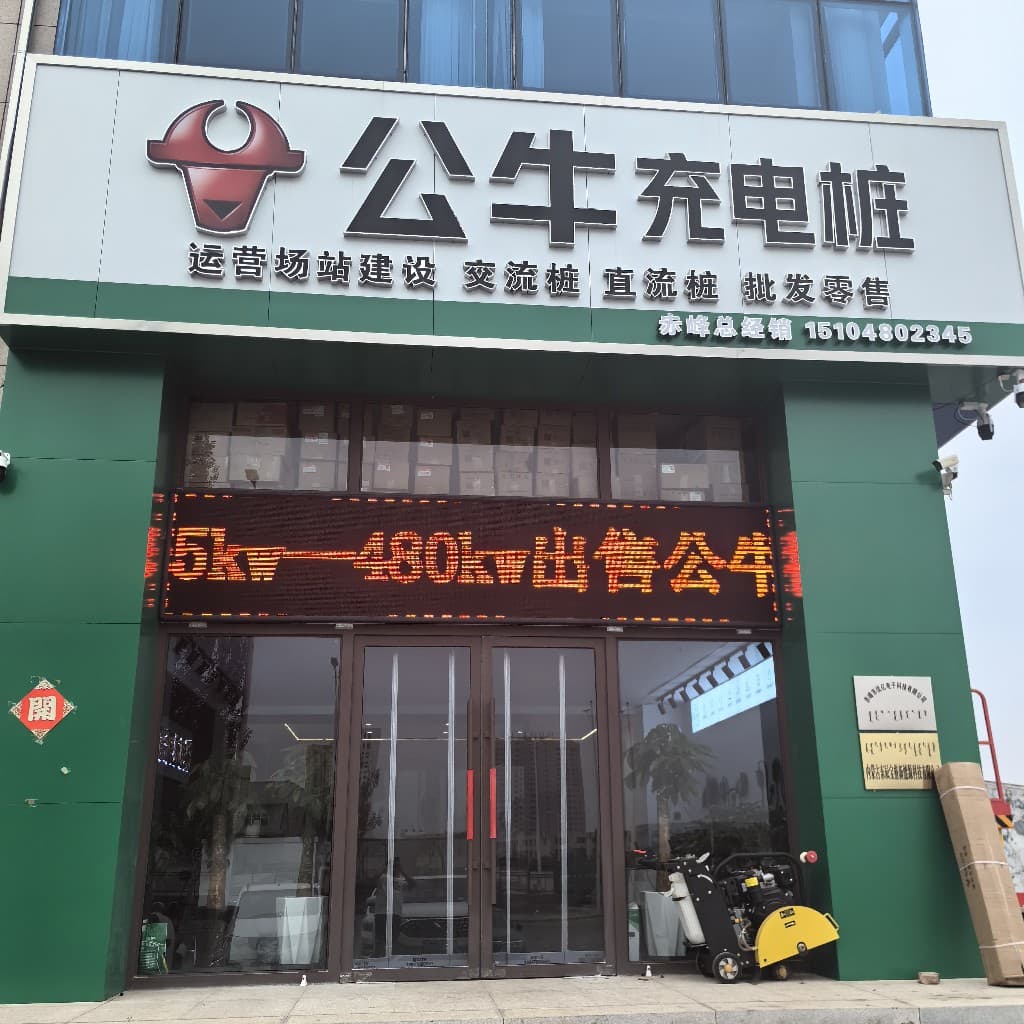 公牛充电桩
运营场站建设 交流桩 直流桩 批发零售
赤峰总经销 15104802345
5kw—480kw出售公牛
開